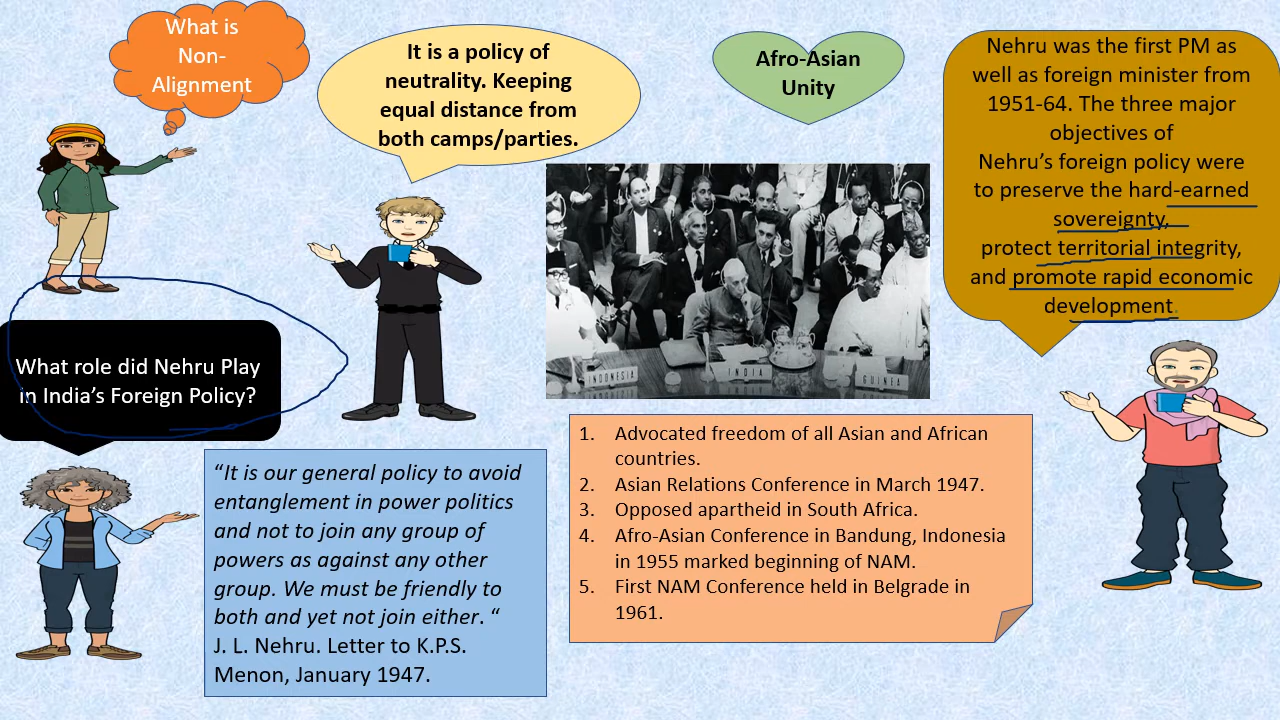 What is
Non-
Alignment
It is a policy of
neutrality. Keeping
equal distance from
both camps/parties.
Afro-Asian
Unity
Nehru was the first PM as
well as foreign minister from
1951-64. The three major
objectives of
Nehru’s foreign policy were
to preserve the hard-earned
sovereignty,
protect territorial integrity,
and promote rapid economic
development.
What role did Nehru Play
in India’s Foreign Policy?
INDONESIA
INDIA
GUINEA
“It is our general policy to avoid
entanglement in power politics
and not to join any group of
powers as against any other
group. We must be friendly to
both and yet not join either. “
J. L. Nehru. Letter to K.P.S.
Menon, January 1947.
1. Advocated freedom of all Asian and African
countries.
2. Asian Relations Conference in March 1947.
3. Opposed apartheid in South Africa.
4. Afro-Asian Conference in Bandung, Indonesia
in 1955 marked beginning of NAM.
5. First NAM Conference held in Belgrade in
1961.